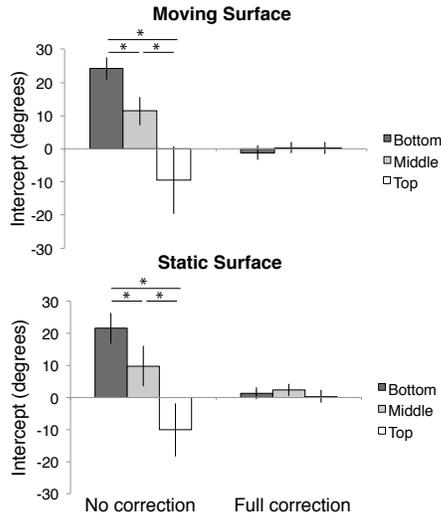 Moving Surface
Intercept (degrees)
30
20
10
0
-10
-20
-30
*
* *
Bottom
Middle
Top
Static Surface
Intercept (degrees)
30
20
10
0
-10
-20
-30
*
* *
Bottom
Middle
Top
No correction Full correction